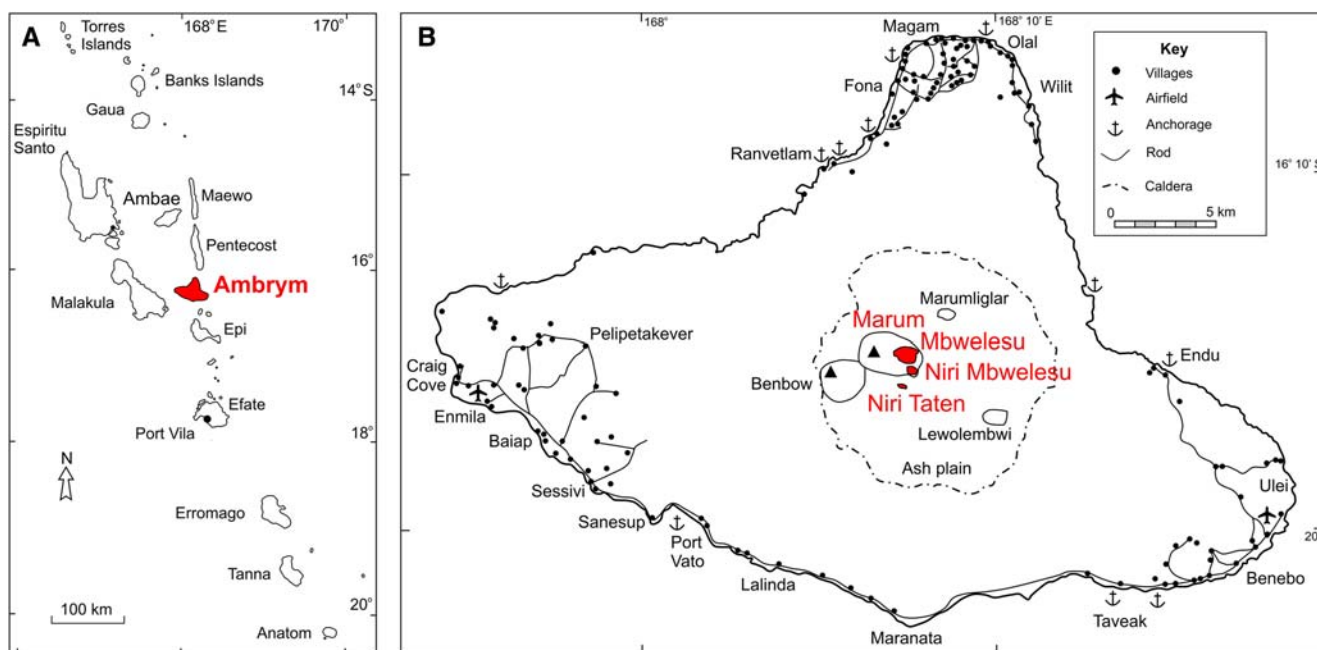 A
168°E
170°
Torres
Islands
Banks Islands
14°S
Gaua
Espiritu
Santo
Ambae
Maewo
Pentecost
16°
Ambrym
Malakula
Epi
Efate
Port Vila
18°
N
Erromago
Tanna
100 km
20°
Anatom
B
168°
168° 10' E
Magam
Olal
Fona
Wilit
Ranvetlam
Key
Villages
Airfield
Anchorage
Rod
Caldera
0
5 km
16° 10' S
Marumliglar
Marum
Mbwelesu
Niri Mbwelesu
Niri Taten
Benbow
Lewolembwi
Ash plain
Pelipetakever
Craig
Cove
Enmila
Baiap
Sessivi
Sanesup
Port
Vato
Lalinda
Maranata
Taveak
Endu
Ulei
Benebo
20